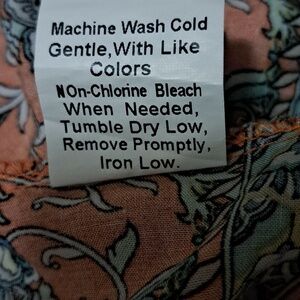 Machine Wash Cold
Gentle,With Like
Colors
NOn-Chlorine Bleach
When Needed,
Tumble Dry Low,
Remove Promptly,
Iron Low.